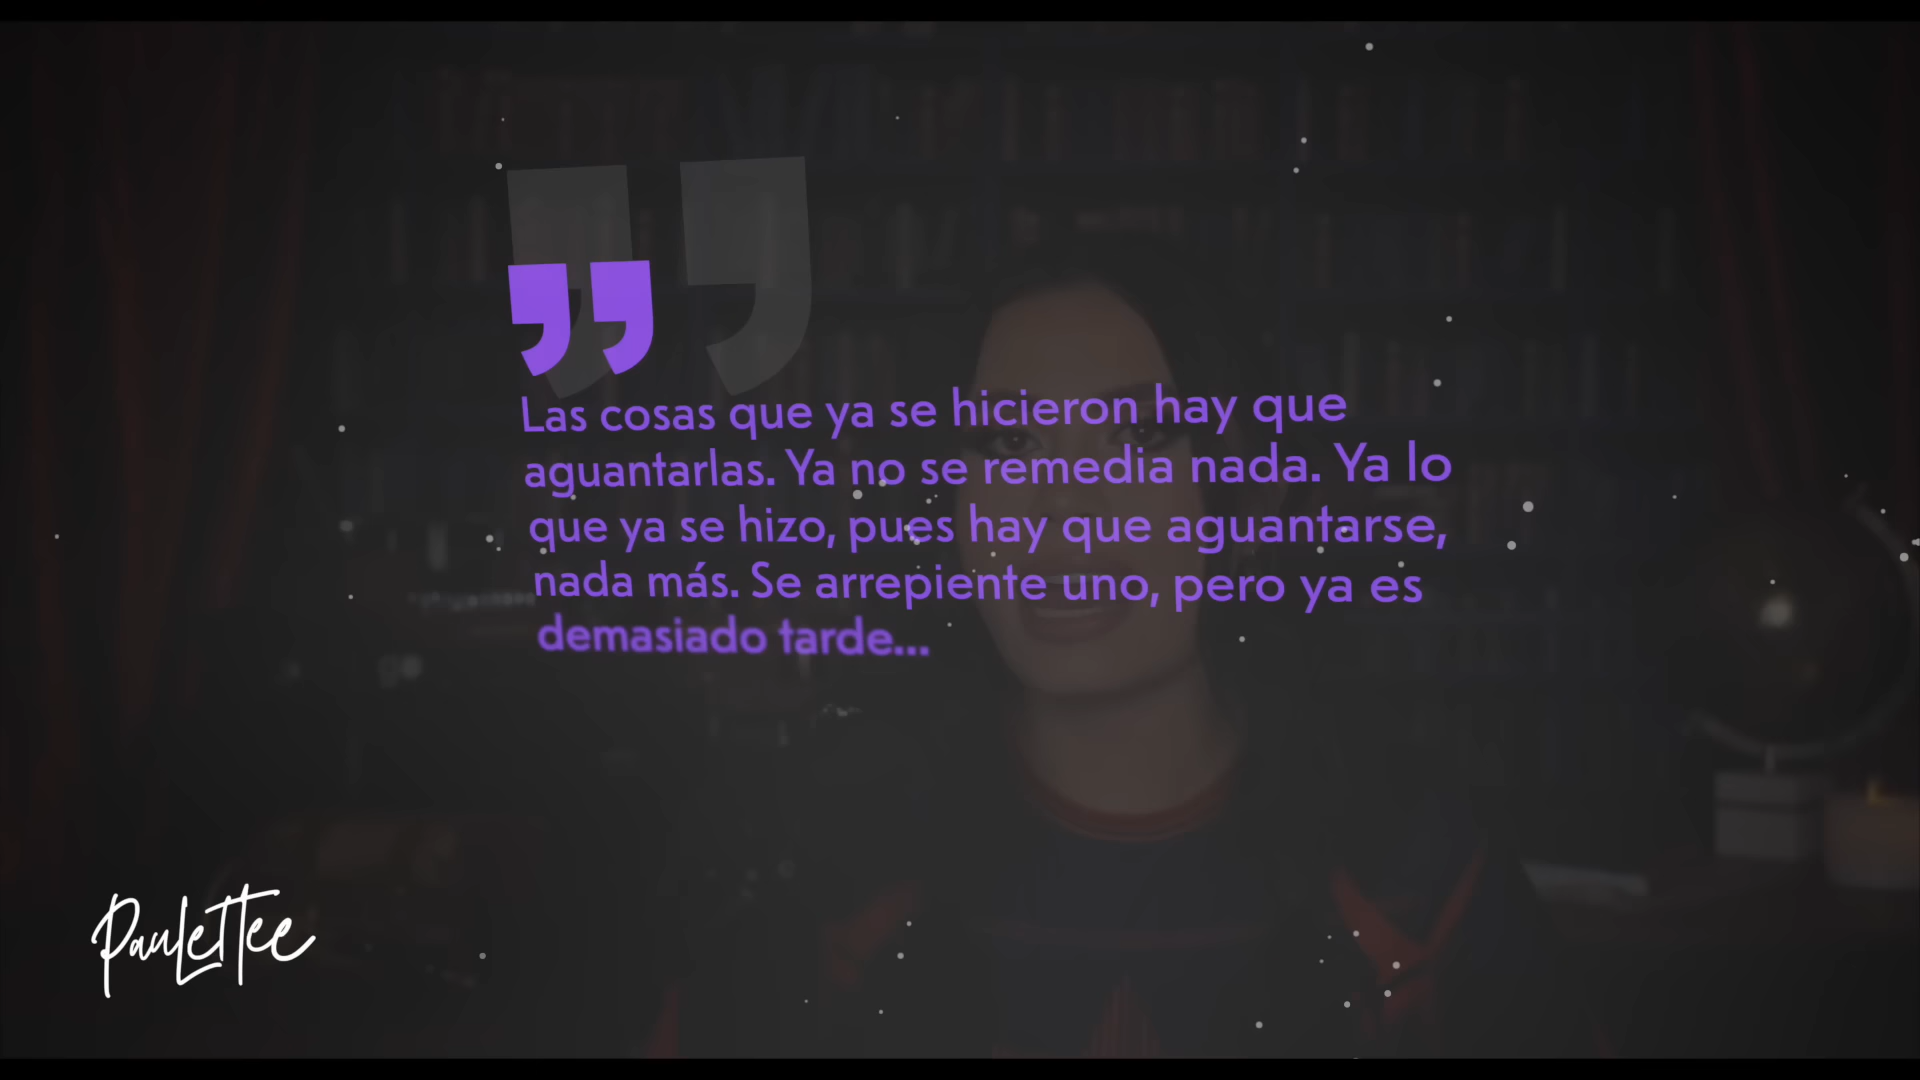 Las cosas que ya se hicieron hay que
aguantarlas. Ya no se remedia nada. Ya lo
que ya se hizo, pues hay que aguantarse,
nada más. Se arrepiente uno, pero ya es
demasiado tarde...
Paulettee